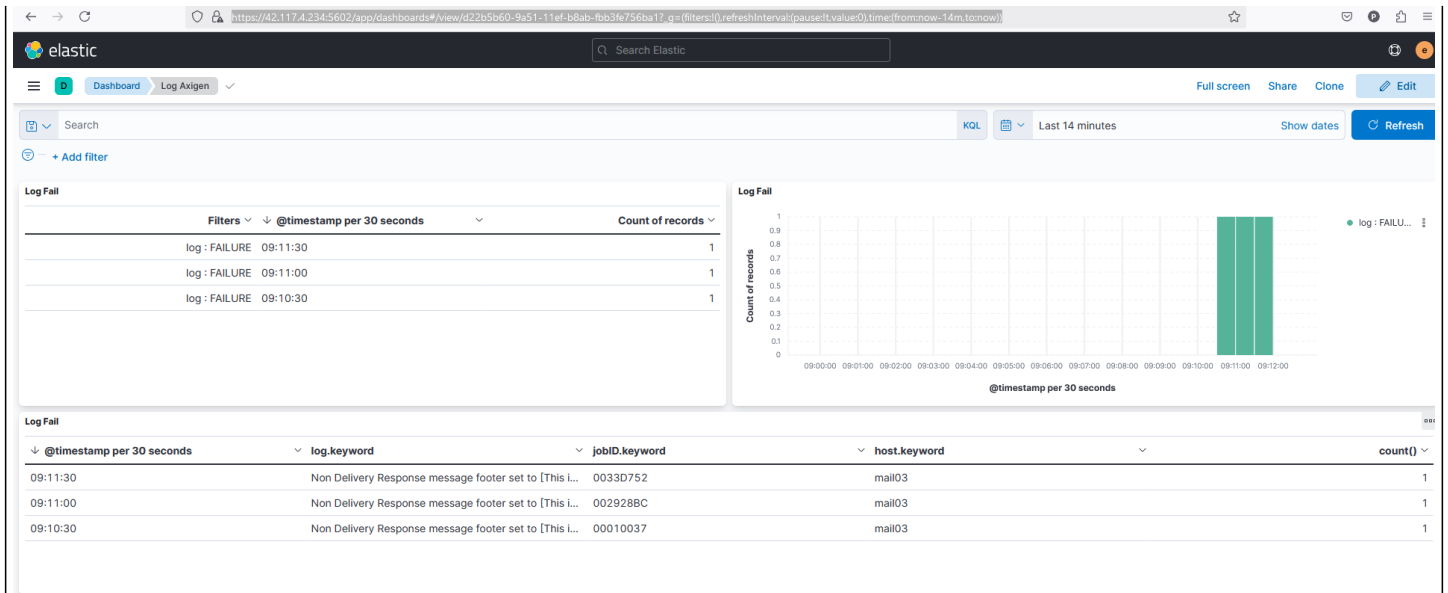 https://42.117.4.234:5602/app/dashboards#/view/d22b5b60-9a51-11ef-b8ab-fbb3fe756ba1?_g=(filters:!(),refreshInterval:(pause:!t,value:0),time:(from:now-14m,to:now))
P
elastic
Search Elastic
e
D
Dashboard
Log Axigen
Full screen Share Clone Edit
Search
KQL
Last 14 minutes
Show dates
Refresh
+ Add filter
Log Fail
Filters @timestamp per 30 seconds Count of records
log : FAILURE 09:11:30 1
log : FAILURE 09:11:00 1
log : FAILURE 09:10:30 1
Log Fail
1
0.9
0.8
0.7
0.6
0.5
0.4
0.3
0.2
0.1
0
Count of records
09:00:00 09:01:00 09:02:00 09:03:00 09:04:00 09:05:00 09:06:00 09:07:00 09:08:00 09:09:00 09:10:00 09:11:00 09:12:00
@timestamp per 30 seconds
log : FAILU...
Log Fail
@timestamp per 30 seconds log.keyword jobID.keyword host.keyword count()
09:11:30 Non Delivery Response message footer set to [This i... 0033D752 mail03 1
09:11:00 Non Delivery Response message footer set to [This i... 002928BC mail03 1
09:10:30 Non Delivery Response message footer set to [This i... 00010037 mail03 1